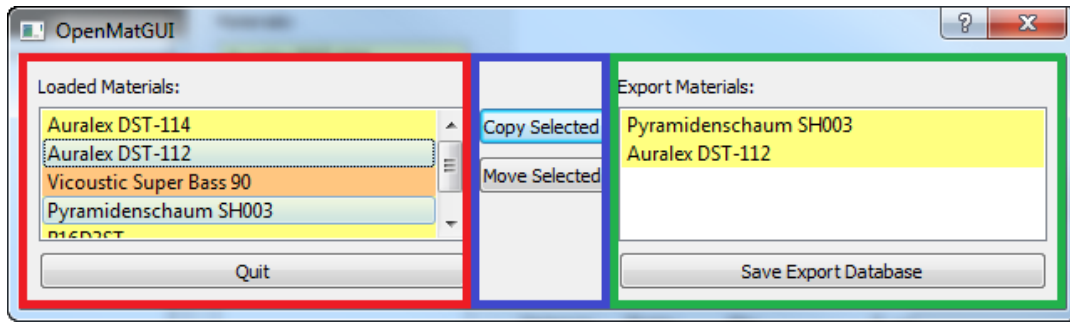 OpenMatGUI
Loaded Materials:
Auralex DST-114
Auralex DST-112
Vicoustic Super Bass 90
Pyramidenschaum SH003
Quit
Copy Selected
Move Selected
Export Materials:
Pyramidenschaum SH003
Auralex DST-112
Save Export Database